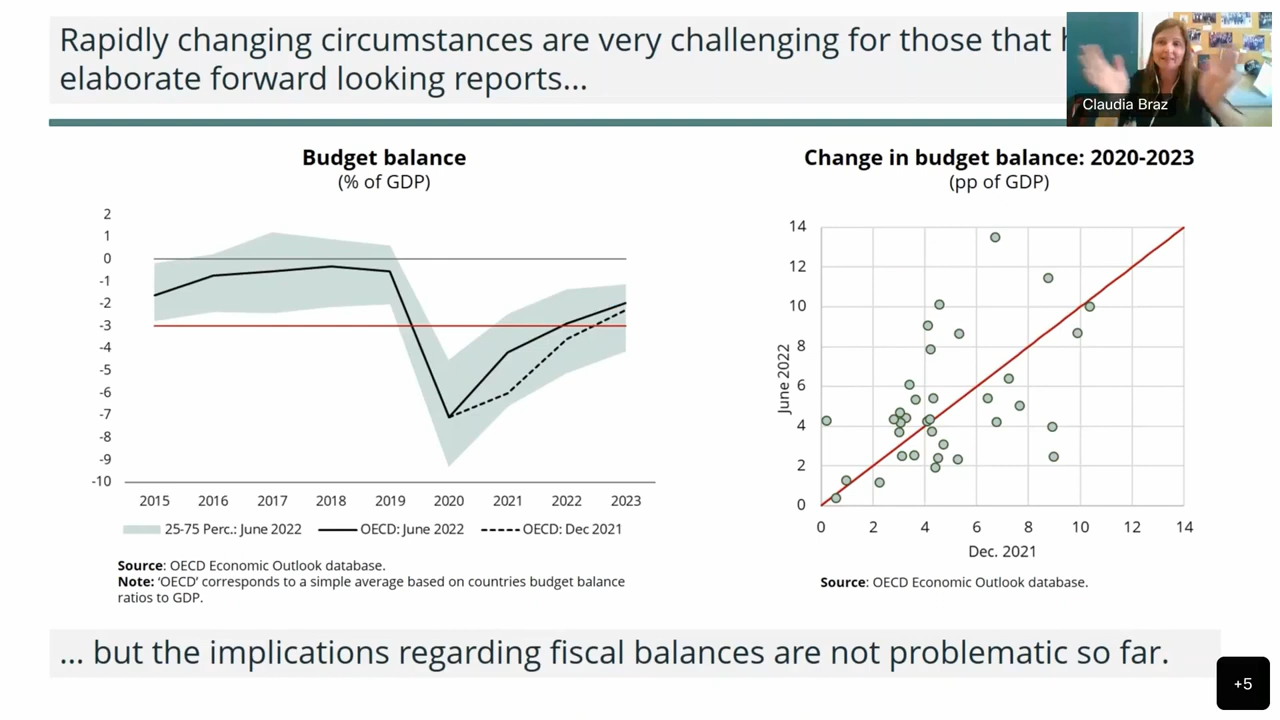 Rapidly changing circumstances are very challenging for those that
elaborate forward looking reports...
Claudia Braz
Budget balance
(% of GDP)
2
1
0
-1
-2
-3
-4
-5
-6
-7
-8
-9
-10
2015 2016 2017 2018 2019 2020 2021 2022 2023
25-75 Perc.: June 2022 OECD: June 2022 OECD: Dec 2021
Source: OECD Economic Outlook database.
Note: ‘OECD’ corresponds to a simple average based on countries budget balance
ratios to GDP.
Change in budget balance: 2020-2023
(pp of GDP)
14
12
10
8
6
4
2
0
June 2022
0 2 4 6 8 10 12 14
Dec. 2021
Source: OECD Economic Outlook database.
... but the implications regarding fiscal balances are not problematic so far.
+5